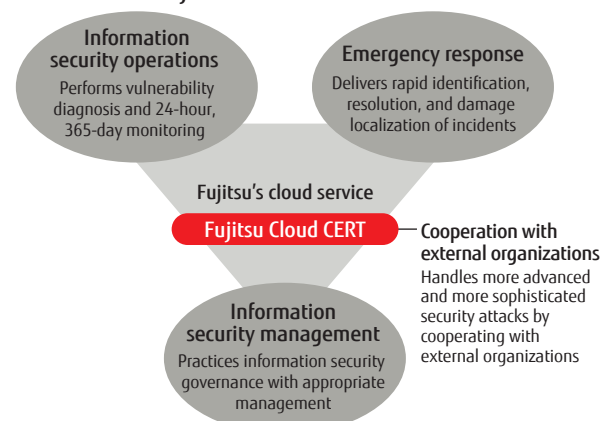 Information
security operations
Performs vulnerability
diagnosis and 24-hour,
365-day monitoring
Emergency response
Delivers rapid identification,
resolution, and damage
localization of incidents
Fujitsu's cloud service
Fujitsu Cloud CERT
Cooperation with
external organizations
Handles more advanced
and more sophisticated
security attacks by
cooperating with
external organizations
Information
security management
Practices information security
governance with appropriate
management